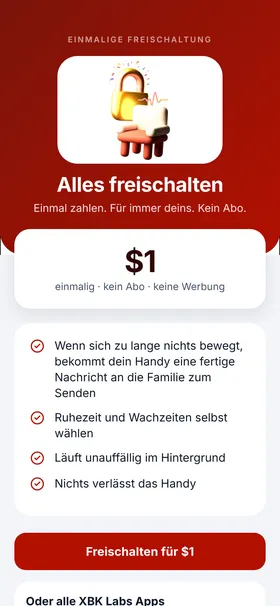 EINMALIGE FREISCHALTUNG
Alles freischalten
Einmal zahlen. Für immer deins. Kein Abo.
$1
einmalig · kein Abo · keine Werbung
Wenn sich zu lange nichts bewegt,
bekommt dein Handy eine fertige
Nachricht an die Familie zum
Senden
Ruhezeit und Wachzeiten selbst
wählen
Läuft unauffällig im Hintergrund
Nichts verlässt das Handy
Freischalten für $1
Oder alle XBK Labs Apps